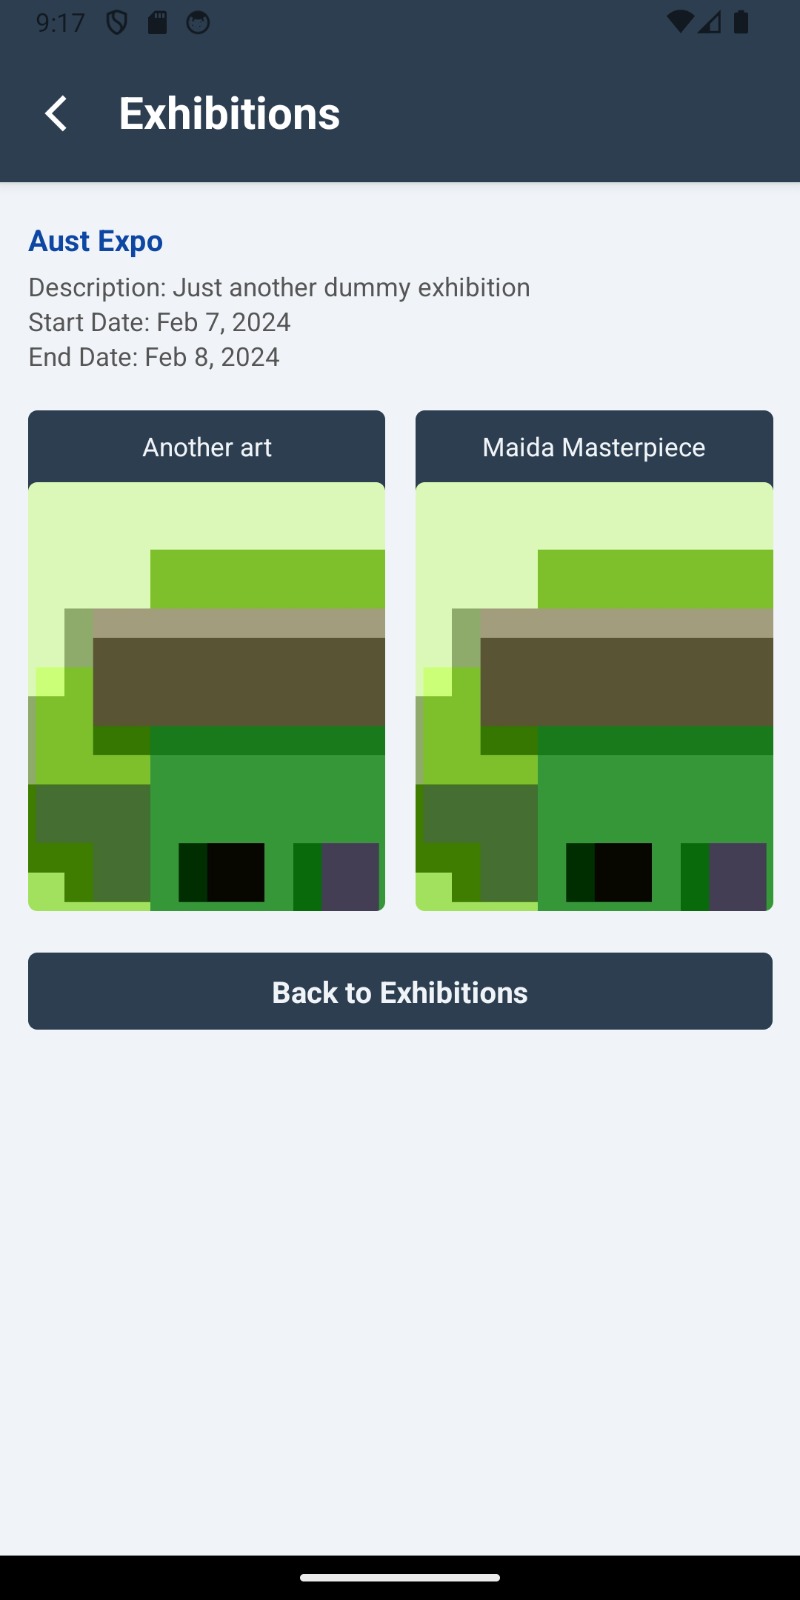 9:17
Exhibitions
Aust Expo
Description: Just another dummy exhibition
Start Date: Feb 7, 2024
End Date: Feb 8, 2024
Another art
Maida Masterpiece
Back to Exhibitions